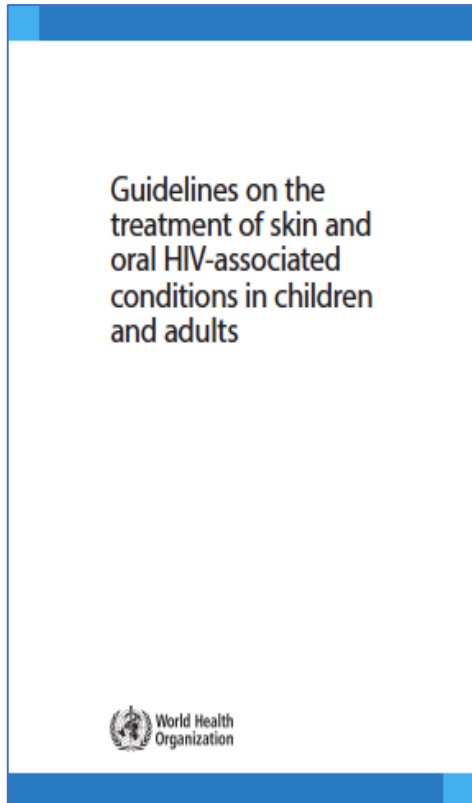 Guidelines on the
treatment of skin and
oral HIV-associated
conditions in children
and adults
World Health
Organization